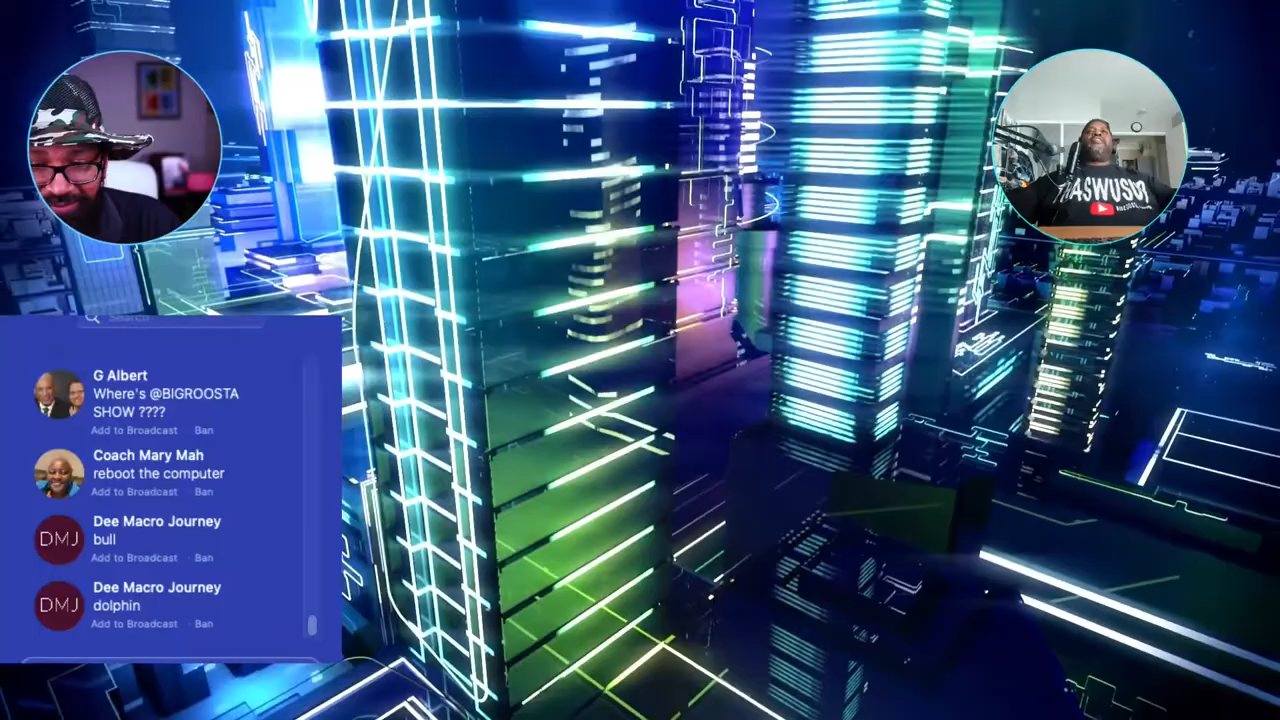 Search
G Albert
Where's @BIGROOSTA
SHOW ????
Add to Broadcast · Ban
Coach Mary Mah
reboot the computer
Add to Broadcast · Ban
DMJ
Dee Macro Journey
bull
Add to Broadcast · Ban
DMJ
Dee Macro Journey
dolphin
Add to Broadcast · Ban